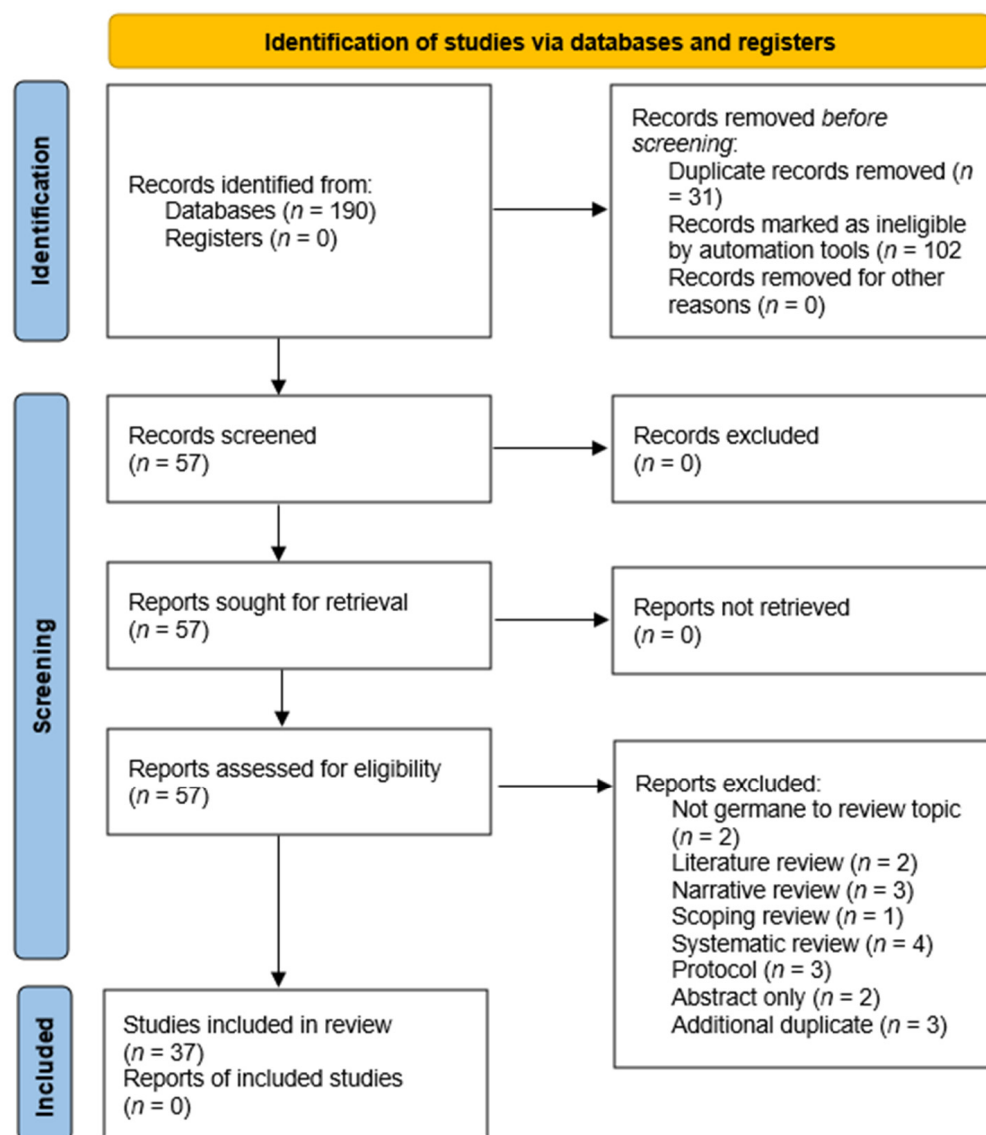 Identification of studies via databases and registers
Identification
Records identified from:
Databases (n = 190)
Registers (n = 0)
Records removed before
screening:
Duplicate records removed (n
= 31)
Records marked as ineligible
by automation tools (n = 102
Records removed for other
reasons (n = 0)
Screening
Records screened
(n = 57)
Records excluded
(n = 0)
Reports sought for retrieval
(n = 57)
Reports not retrieved
(n = 0)
Reports assessed for eligibility
(n = 57)
Reports excluded:
Not germane to review topic
(n = 2)
Literature review (n = 2)
Narrative review (n = 3)
Scoping review (n = 1)
Systematic review (n = 4)
Protocol (n = 3)
Abstract only (n = 2)
Additional duplicate (n = 3)
Included
Studies included in review
(n = 37)
Reports of included studies
(n = 0)